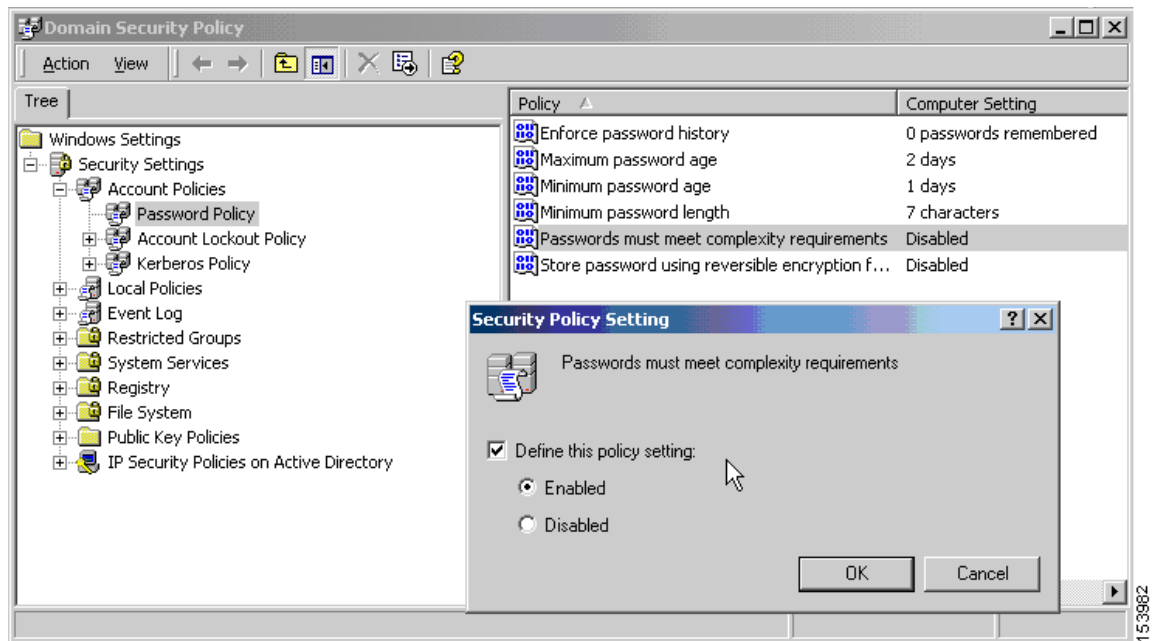 Domain Security Policy
Action View
Tree
Policy Computer Setting
Windows Settings
Security Settings
Account Policies
Password Policy
Account Lockout Policy
Kerberos Policy
Local Policies
Event Log
Restricted Groups
System Services
Registry
File System
Public Key Policies
IP Security Policies on Active Directory
Enforce password history 0 passwords remembered
Maximum password age 2 days
Minimum password age 1 days
Minimum password length 7 characters
Passwords must meet complexity requirements Disabled
Store password using reversible encryption f... Disabled
Security Policy Setting
Passwords must meet complexity requirements
Define this policy setting:
Enabled
Disabled
OK Cancel
153982